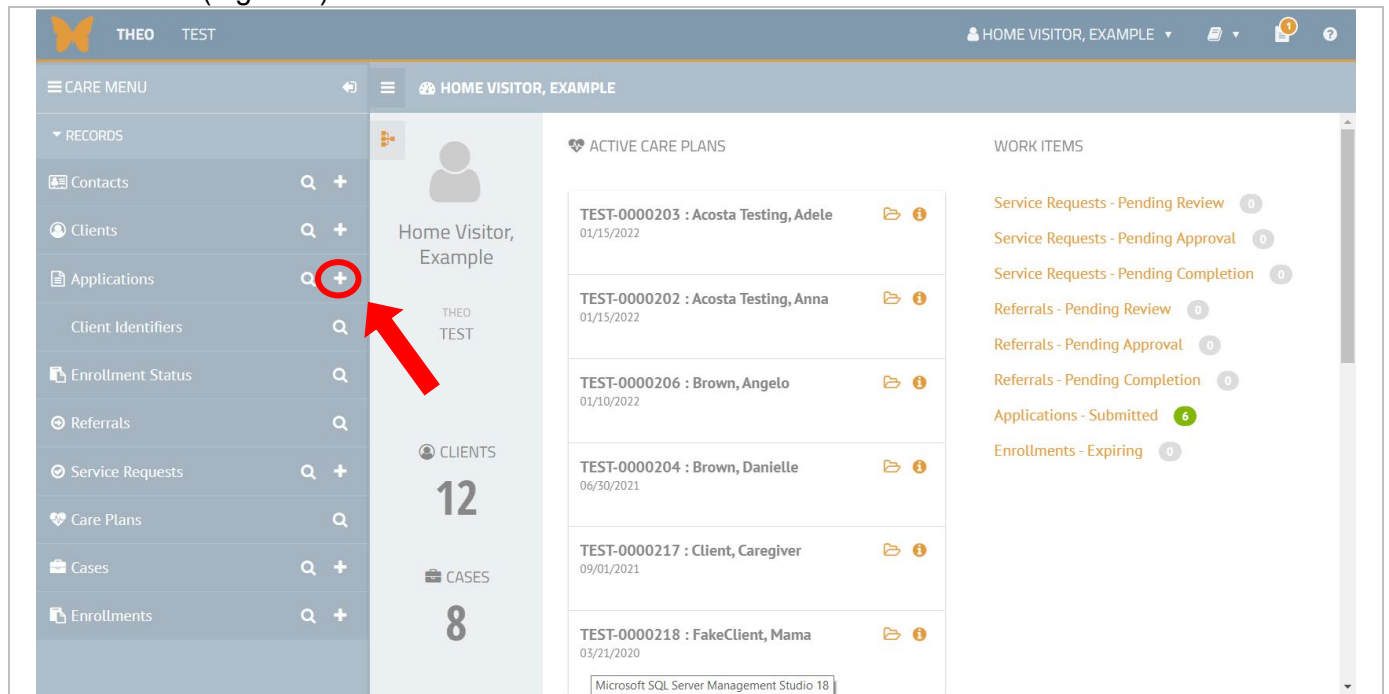 THEO TEST
HOME VISITOR, EXAMPLE
1
CARE MENU
HOME VISITOR, EXAMPLE
RECORDS
Contacts
Clients
Applications
Client Identifiers
Enrollment Status
Referrals
Service Requests
Care Plans
Cases
Enrollments
Home Visitor,
Example
THEO
TEST
CLIENTS
12
CASES
8
ACTIVE CARE PLANS
TEST-0000203 : Acosta Testing, Adele
01/15/2022
TEST-0000202 : Acosta Testing, Anna
01/15/2022
TEST-0000206 : Brown, Angelo
01/10/2022
TEST-0000204 : Brown, Danielle
06/30/2021
TEST-0000217 : Client, Caregiver
09/01/2021
TEST-0000218 : FakeClient, Mama
03/21/2020
Microsoft SQL Server Management Studio 18
WORK ITEMS
Service Requests - Pending Review 0
Service Requests - Pending Approval 0
Service Requests - Pending Completion 0
Referrals - Pending Review 0
Referrals - Pending Approval 0
Referrals - Pending Completion 0
Applications - Submitted 6
Enrollments - Expiring 0